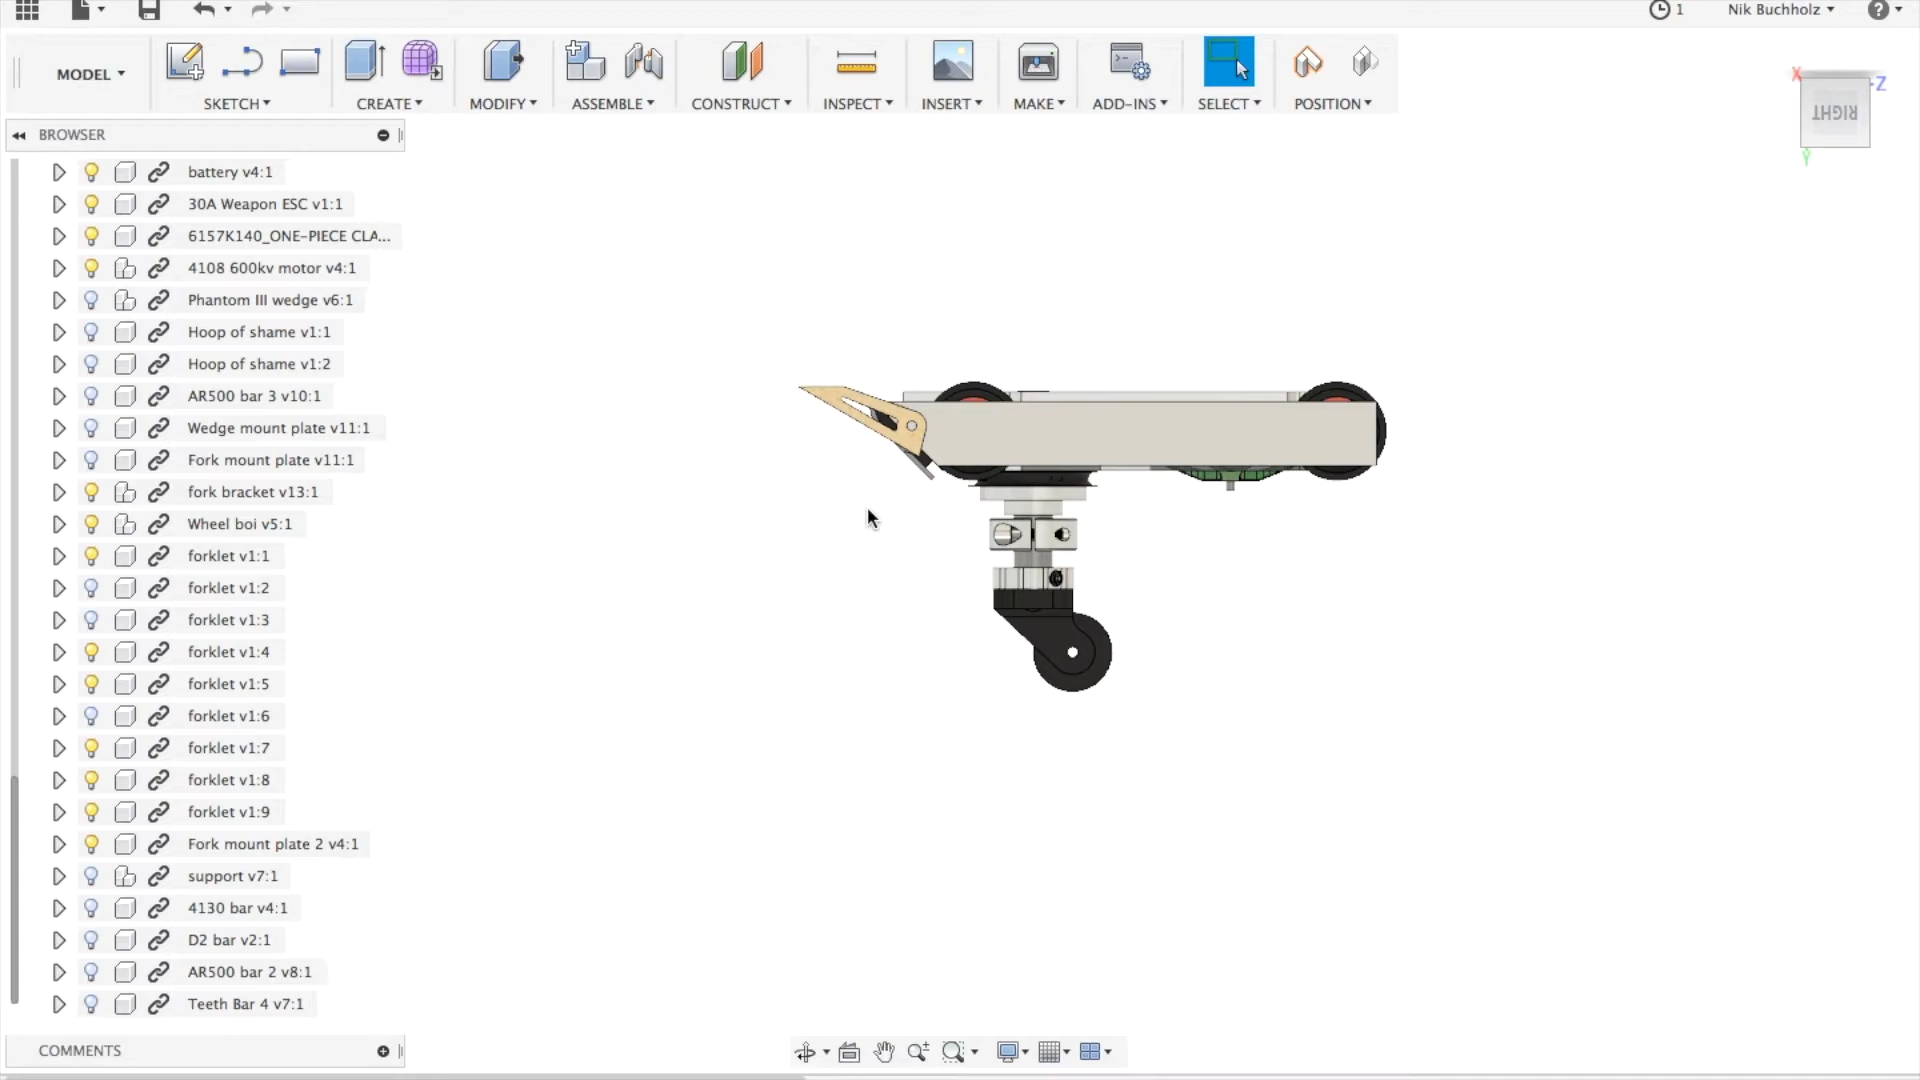 1 Nik Buchholz ?
MODEL
SKETCH CREATE MODIFY ASSEMBLE CONSTRUCT INSPECT INSERT MAKE ADD-INS SELECT POSITION
X Z
RIGHT
Y
BROWSER
battery v4:1
30A Weapon ESC v1:1
6157K140_ONE-PIECE CLA...
4108 600kv motor v4:1
Phantom III wedge v6:1
Hoop of shame v1:1
Hoop of shame v1:2
AR500 bar 3 v10:1
Wedge mount plate v11:1
Fork mount plate v11:1
fork bracket v13:1
Wheel boi v5:1
forklet v1:1
forklet v1:2
forklet v1:3
forklet v1:4
forklet v1:5
forklet v1:6
forklet v1:7
forklet v1:8
forklet v1:9
Fork mount plate 2 v4:1
support v7:1
4130 bar v4:1
D2 bar v2:1
AR500 bar 2 v8:1
Teeth Bar 4 v7:1
COMMENTS